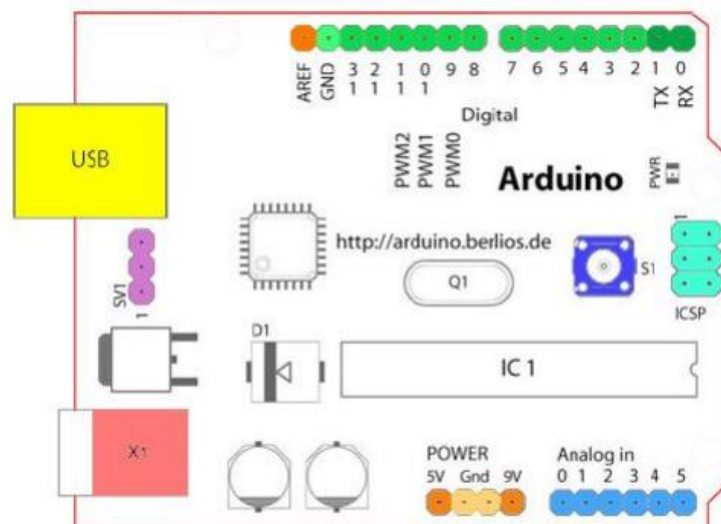 AREF GND 13 12 11 10 9 8 7 6 5 4 3 2 1 0
TX RX
Digital
PWM2 PWM1 PWM0
Arduino
PWR
USB
http://arduino.berlios.de
1
SV1
1
Q1
S1
ICSP
D1
IC 1
X1
POWER
5V Gnd 9V
Analog in
0 1 2 3 4 5